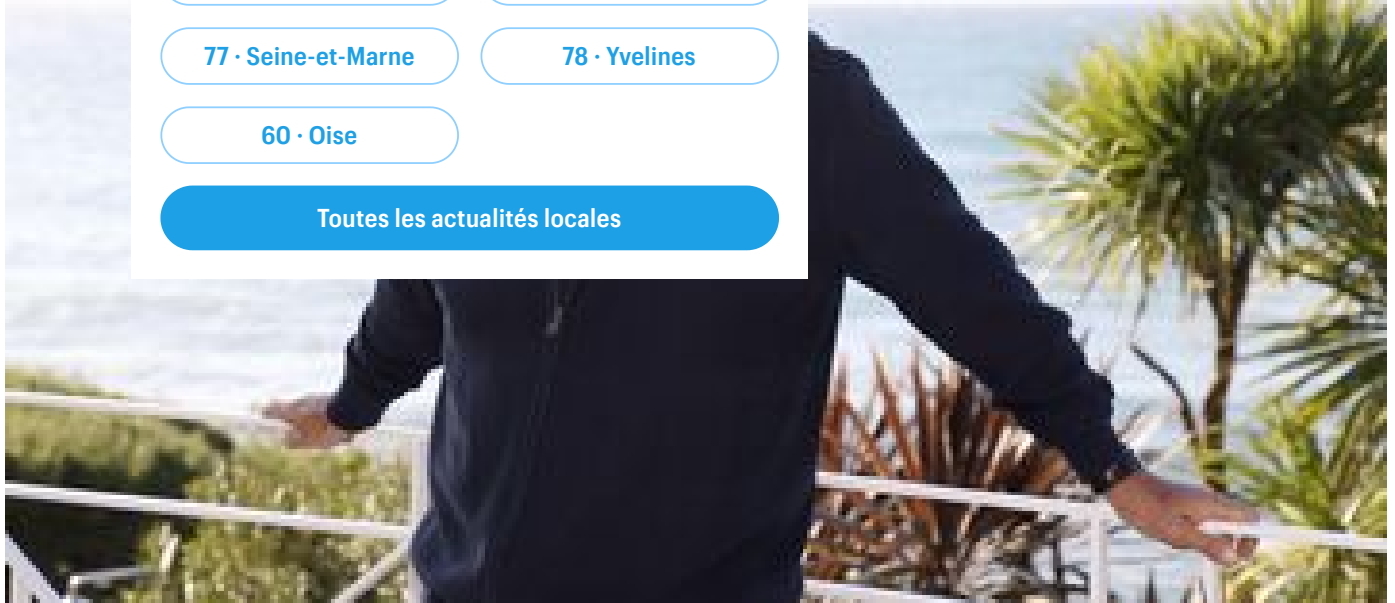 77 · Seine-et-Marne
78 · Yvelines
60 · Oise
Toutes les actualités locales